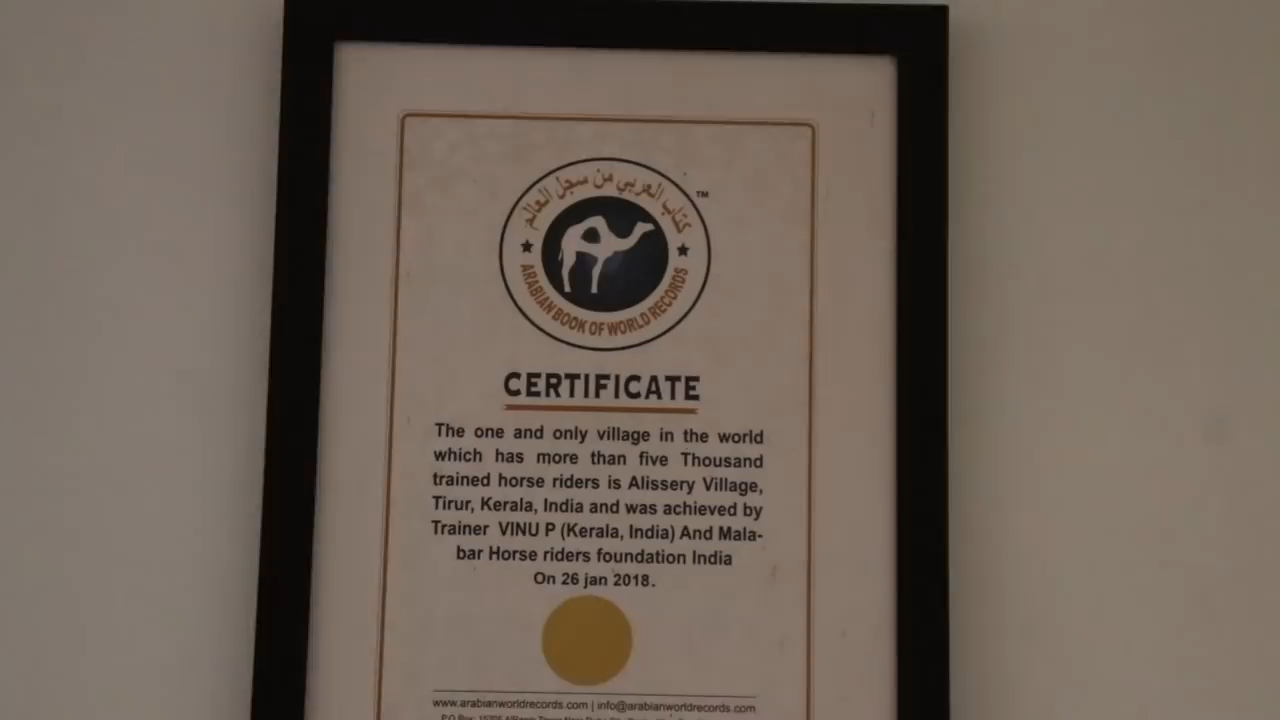 كتاب العربي من سجل العالم
TM
ARABIAN BOOK OF WORLD RECORDS
CERTIFICATE
The one and only village in the world
which has more than five Thousand
trained horse riders is Alissery Village,
Tirur, Kerala, India and was achieved by
Trainer VINU P (Kerala, India) And Mala-
bar Horse riders foundation India
On 26 jan 2018.
www.arabianworldrecords.com | info@arabianworldrecords.com